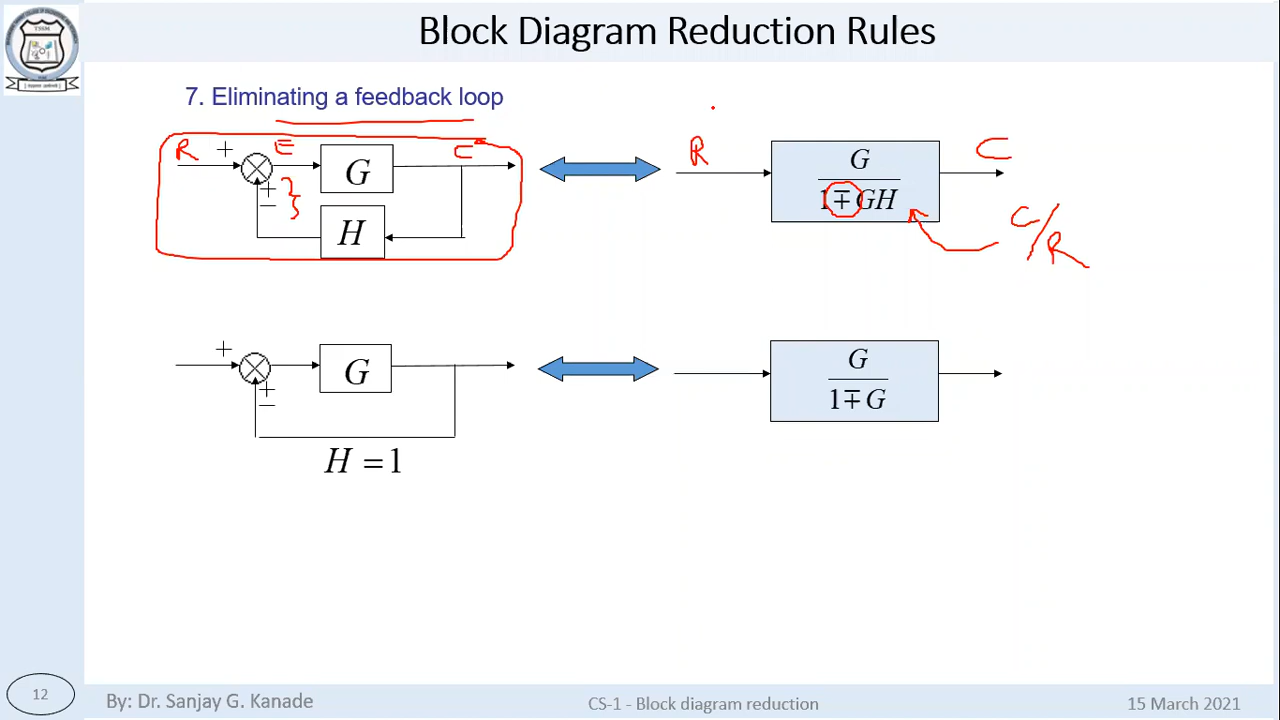 Block Diagram Reduction Rules
TSSM
7. Eliminating a feedback loop
R + E G C
+
−
H
R G C
1 ∓ GH
C/R
+ G
+
−
H = 1
G
1 ∓ G
12
By: Dr. Sanjay G. Kanade
CS-1 - Block diagram reduction
15 March 2021